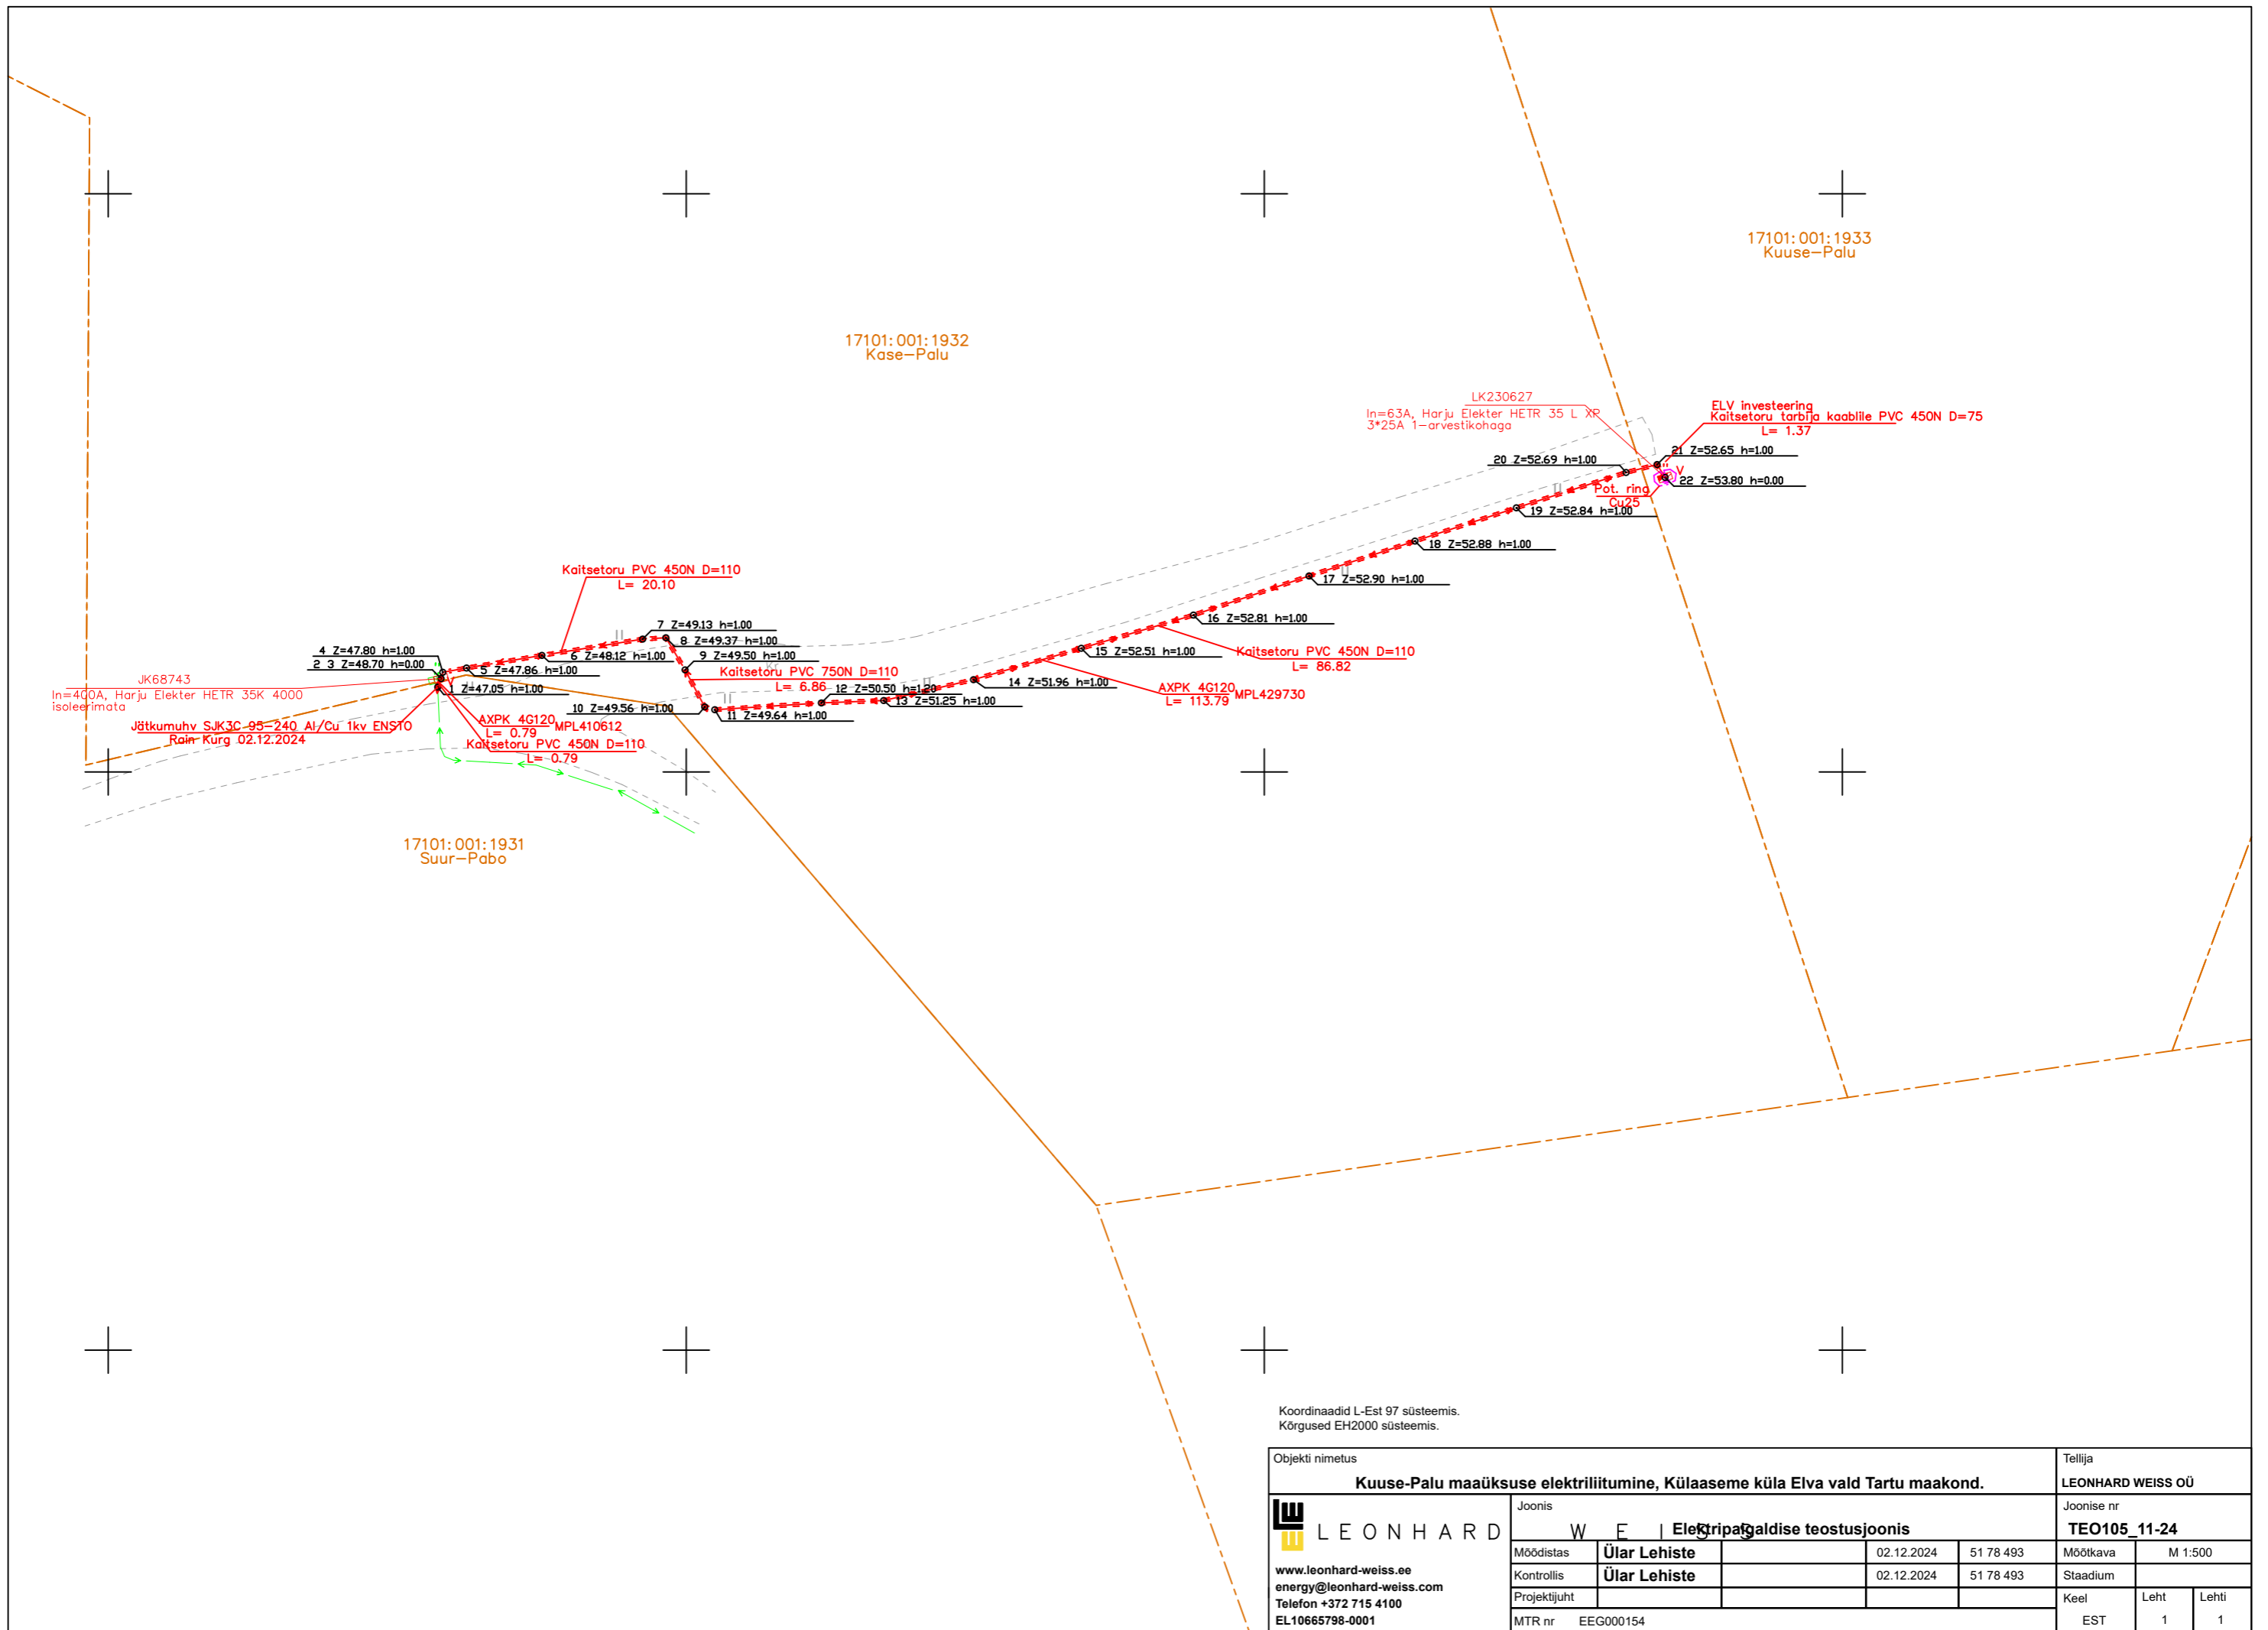 17101:001:1933
Kuuse-Palu
17101:001:1932
Kase-Palu
LK230627
In=63A, Harju Elekter HETR 35 L XP
3*25A 1-arvestikohaga
ELV investeering
Kaitsetoru tarbija kaablile PVC 450N D=75
L= 1.37
20 Z=52.69 h=1.00
21 Z=52.65 h=1.00
V
22 Z=53.80 h=0.00
Pot. ring
Cu25
19 Z=52.84 h=1.00
18 Z=52.88 h=1.00
17 Z=52.90 h=1.00
16 Z=52.81 h=1.00
Kaitsetoru PVC 450N D=110
L= 20.10
7 Z=49.13 h=1.00
8 Z=49.37 h=1.00
4 Z=47.80 h=1.00
2 3 Z=48.70 h=0.00
6 Z=48.12 h=1.00
9 Z=49.50 h=1.00
Kr
5 Z=47.86 h=1.00
15 Z=52.51 h=1.00
Kaitsetoru PVC 450N D=110
L= 86.82
Kaitsetoru PVC 750N D=110
L= 6.86
JK68743
In=400A, Harju Elekter HETR 35K 4000
isoleerimata
V
1 Z=47.05 h=1.00
12 Z=50.50 h=1.20
14 Z=51.96 h=1.00
AXPK 4G120 MPL429730
L= 113.79
13 Z=51.25 h=1.00
10 Z=49.56 h=1.00
11 Z=49.64 h=1.00
Jätkumuhv SJK3C 95-240 Al/Cu 1kv ENSTO
Rain Kurg 02.12.2024
AXPK 4G120 MPL410612
L= 0.79
Kaitsetoru PVC 450N D=110
L= 0.79
17101:001:1931
Suur-Pabo
Koordinaadid L-Est 97 süsteemis.
Kõrgused EH2000 süsteemis.
Objekti nimetus
Kuuse-Palu maaüksuse elektriliitumine, Külaaseme küla Elva vald Tartu maakond.
Tellija
LEONHARD WEISS OÜ
LEONHARD WEISS
www.leonhard-weiss.ee
energy@leonhard-weiss.com
Telefon +372 715 4100
EL10665798-0001
Joonis
Elektripaigaldise teostusjoonis
Joonise nr
TEO105_11-24
Mõõdistas Ülar Lehiste 02.12.2024 51 78 493
Mõõtkava M 1:500
Kontrollis Ülar Lehiste 02.12.2024 51 78 493
Staadium
Projektijuht
Keel Leht Lehti
EST 1 1
MTR nr EEG000154